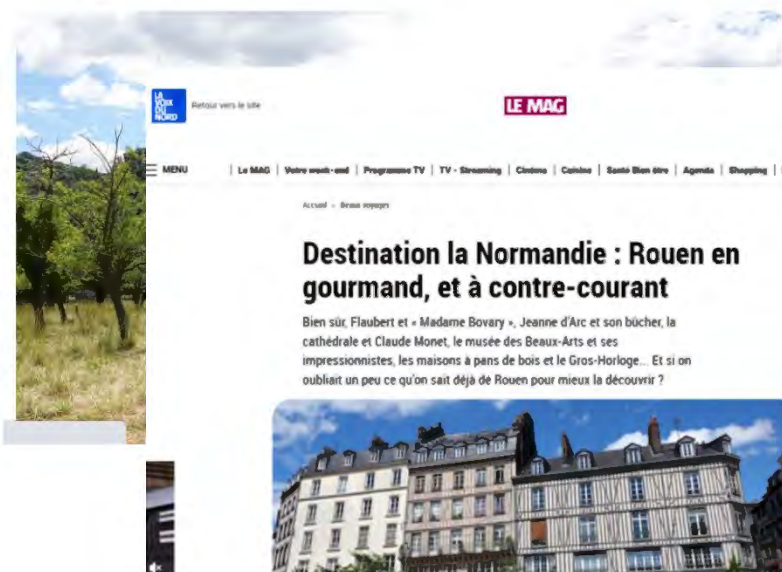 LA VOIX DU NORD
Retour vers le site
LE MAG
MENU | Le MAG | Votre week-end | Programme TV | TV - Streaming | Cinéma | Cuisine | Santé Bien être | Agenda | Shopping |
Accueil > Beaux voyages
Destination la Normandie : Rouen en
gourmand, et à contre-courant
Bien sûr, Flaubert et « Madame Bovary », Jeanne d'Arc et son bûcher, la
cathédrale et Claude Monet, le musée des Beaux-Arts et ses
impressionnistes, les maisons à pans de bois et le Gros-Horloge... Et si on
oubliait un peu ce qu'on sait déjà de Rouen pour mieux la découvrir ?